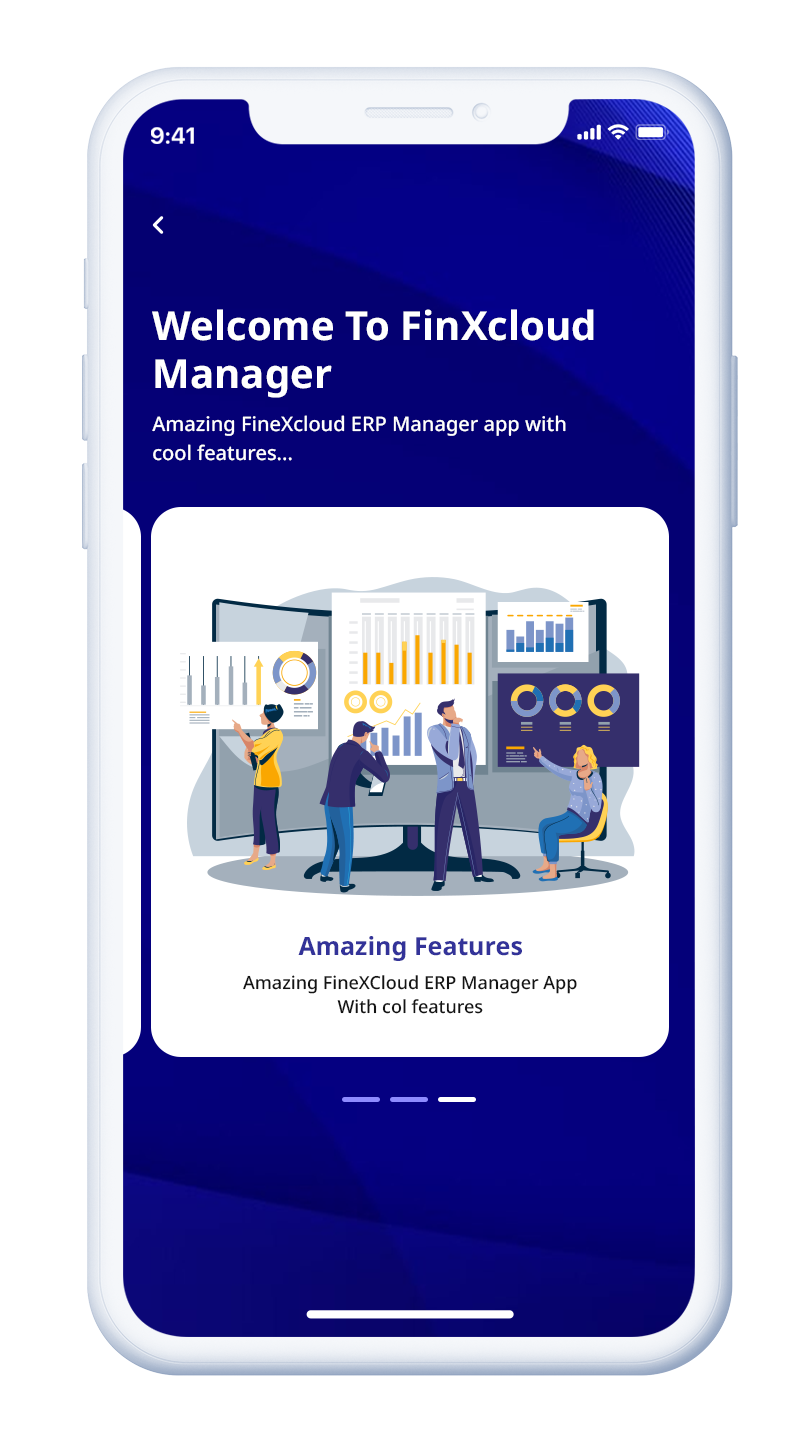 9:41
Welcome To FinXcloud
Manager
Amazing FineXcloud ERP Manager app with
cool features...
Amazing Features
Amazing FineXCloud ERP Manager App
With col features